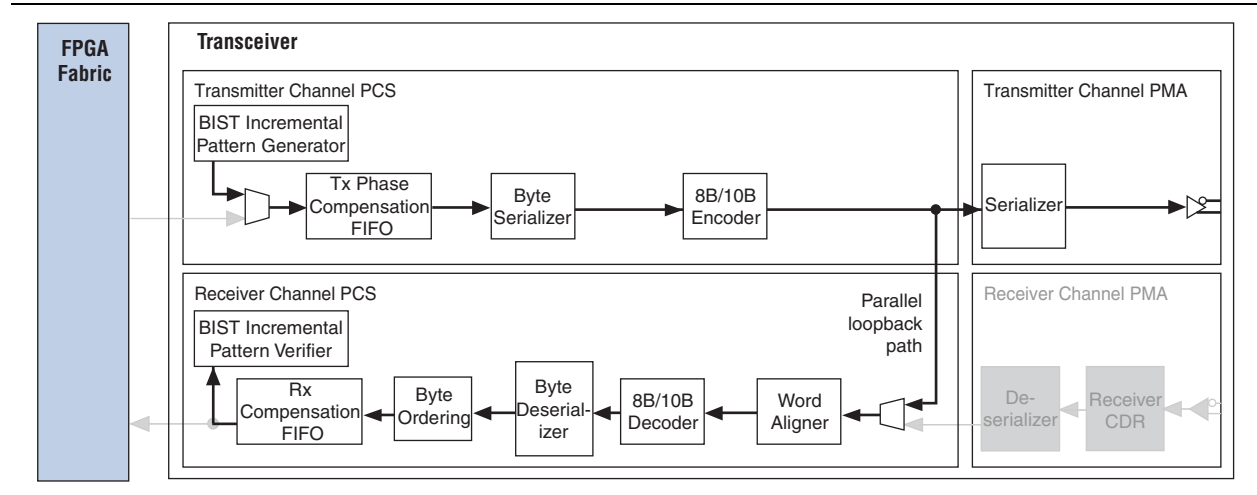 FPGA
Fabric
Transceiver
Transmitter Channel PCS
BIST Incremental
Pattern Generator
Tx Phase
Compensation
FIFO
Byte
Serializer
8B/10B
Encoder
Transmitter Channel PMA
Serializer
Receiver Channel PCS
BIST Incremental
Pattern Verifier
Rx
Compensation
FIFO
Byte
Ordering
Byte
Deserial-
izer
8B/10B
Decoder
Word
Aligner
Parallel
loopback
path
Receiver Channel PMA
De-
serializer
Receiver
CDR